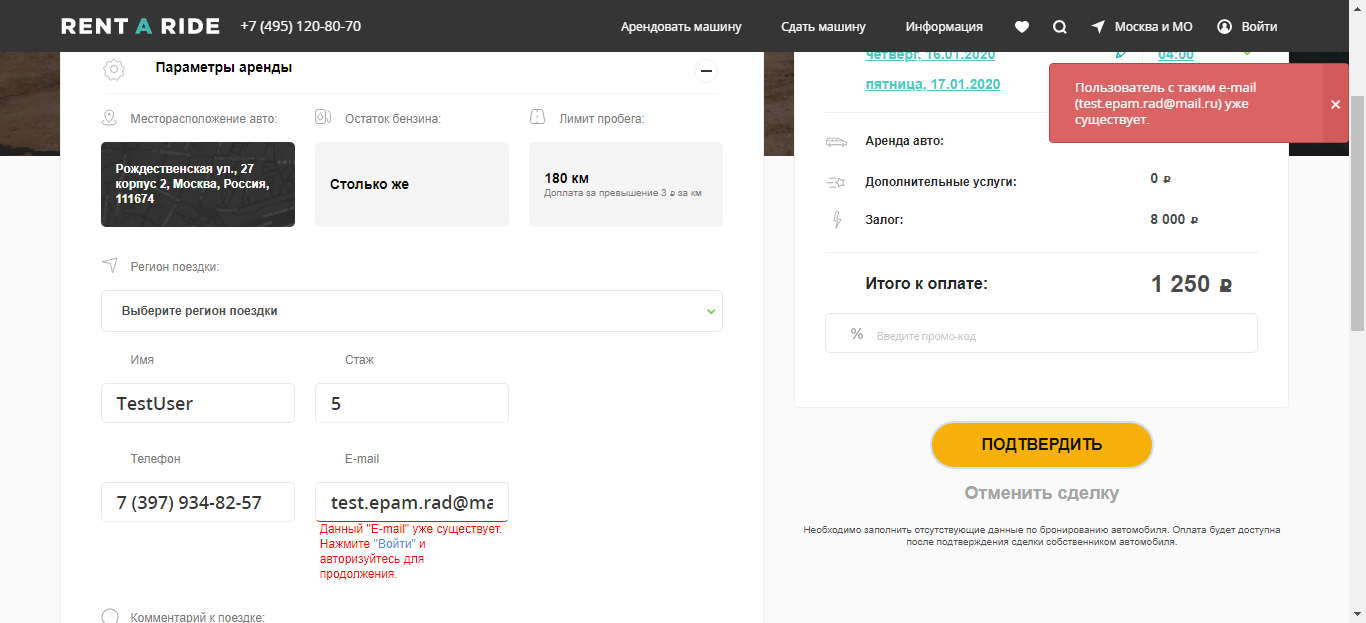 RENT A RIDE
+7 (495) 120-80-70
Арендовать машину
Сдать машину
Информация
Москва и МО
Войти
Параметры аренды
Месторасположение авто:
Остаток бензина:
Лимит пробега:
Рождественская ул., 27
корпус 2, Москва, Россия,
111674
Столько же
180 км
Доплата за превышение 3 ₽ за км
Регион поездки:
Выберите регион поездки
Имя
Стаж
TestUser
5
Телефон
E-mail
7 (397) 934-82-57
test.epam.rad@ma
Данный "E-mail" уже существует.
Нажмите "Войти" и
авторизуйтесь для
продолжения.
Комментарий к поездке:
четверг, 16.01.2020
04:00
пятница, 17.01.2020
Пользователь с таким e-mail
(test.epam.rad@mail.ru) уже
существует.
×
Аренда авто:
Дополнительные услуги:
0 ₽
Залог:
8 000 ₽
Итого к оплате:
1 250 ₽
%
Введите промо-код
ПОДТВЕРДИТЬ
Отменить сделку
Необходимо заполнить отсутствующие данные по бронированию автомобиля. Оплата будет доступна
после подтверждения сделки собственником автомобиля.